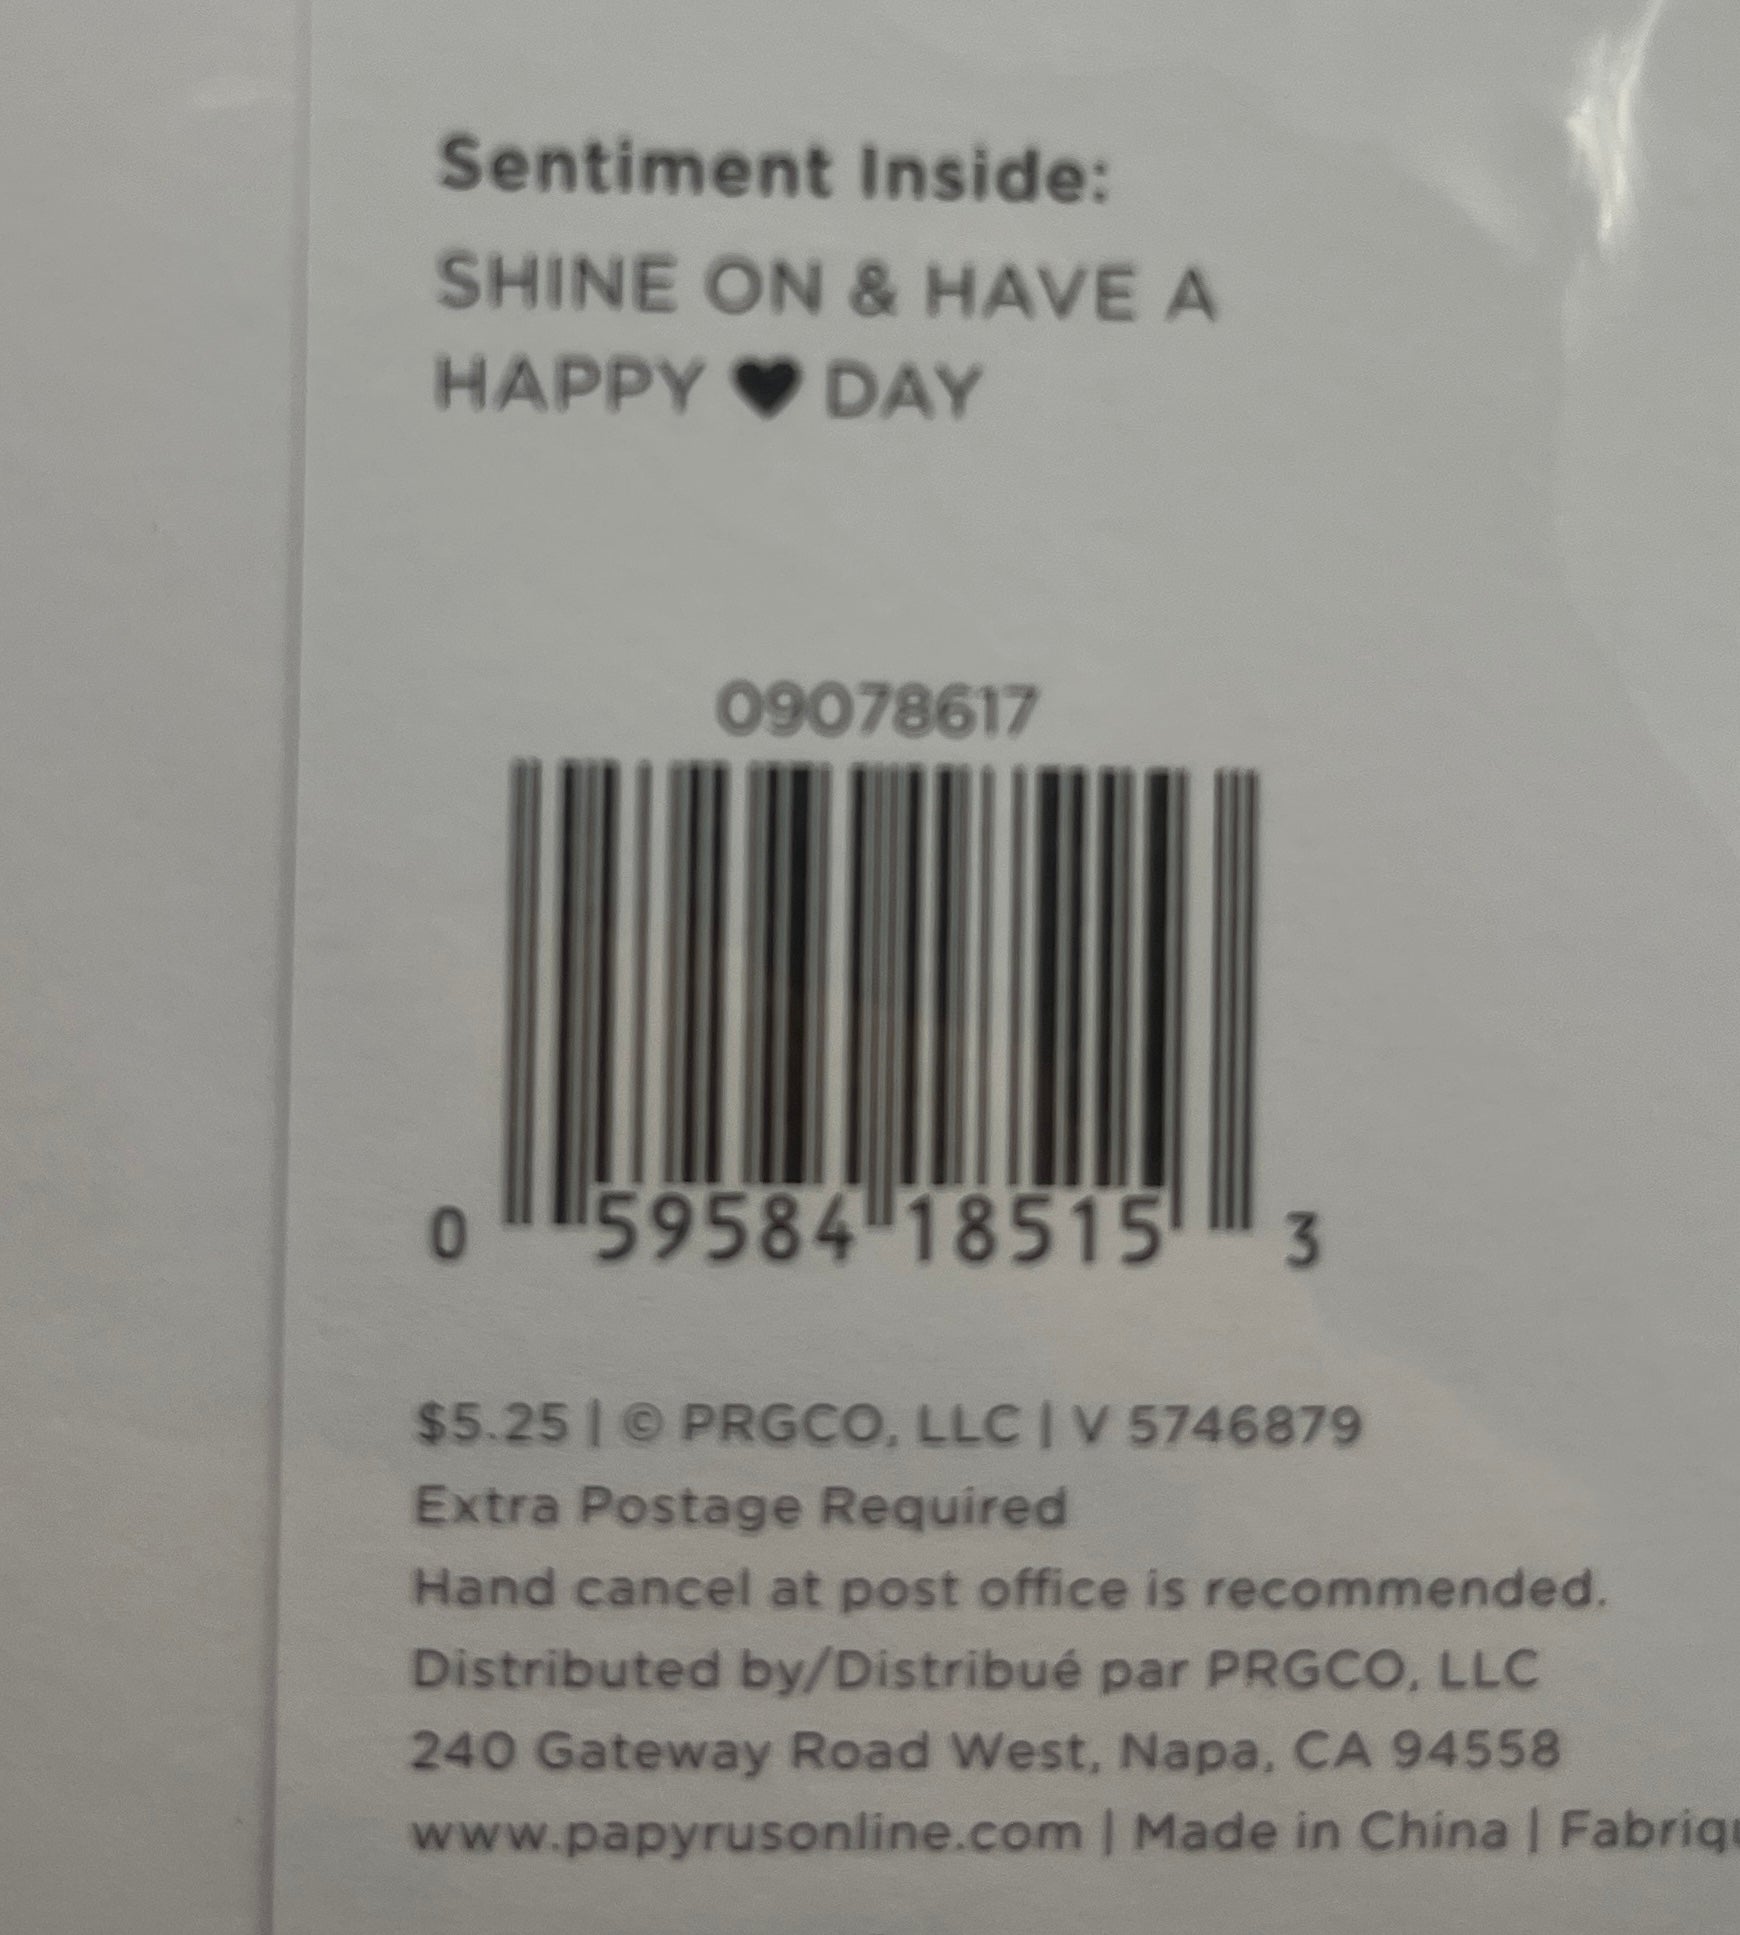 Sentiment Inside:
SHINE ON & HAVE A
HAPPY ♥ DAY
09078617
0 59584 18515 3
$5.25 | © PRGCO, LLC | V 5746879
Extra Postage Required
Hand cancel at post office is recommended.
Distributed by/Distribué par PRGCO, LLC
240 Gateway Road West, Napa, CA 94558
www.papyrusonline.com | Made in China |